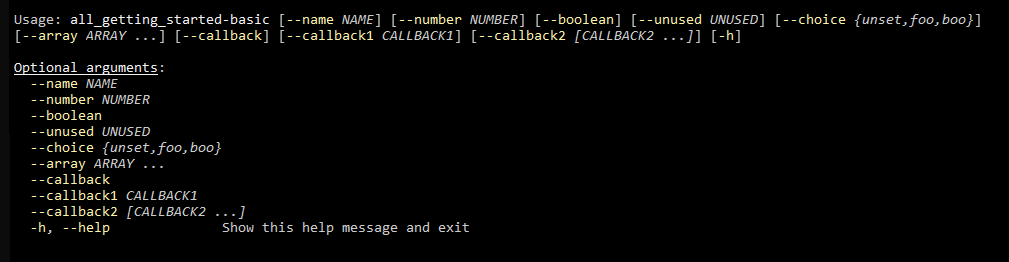 Usage: all_getting_started-basic [--name NAME] [--number NUMBER] [--boolean] [--unused UNUSED] [--choice {unset,foo,boo}]
[--array ARRAY ...] [--callback] [--callback1 CALLBACK1] [--callback2 [CALLBACK2 ...]] [-h]
Optional arguments:
--name NAME
--number NUMBER
--boolean
--unused UNUSED
--choice {unset,foo,boo}
--array ARRAY ...
--callback
--callback1 CALLBACK1
--callback2 [CALLBACK2 ...]
-h, --help Show this help message and exit